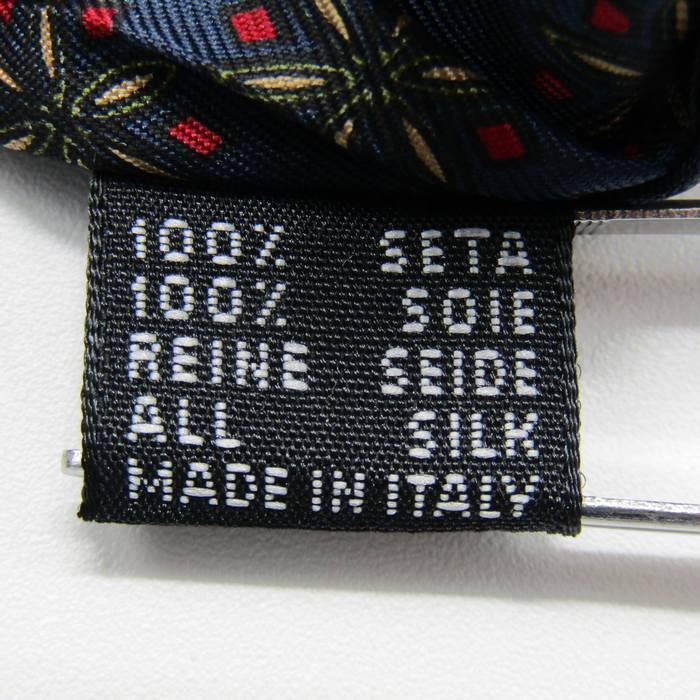 100% SETA
100% SOIE
REINE SEIDE
ALL SILK
MADE IN ITALY